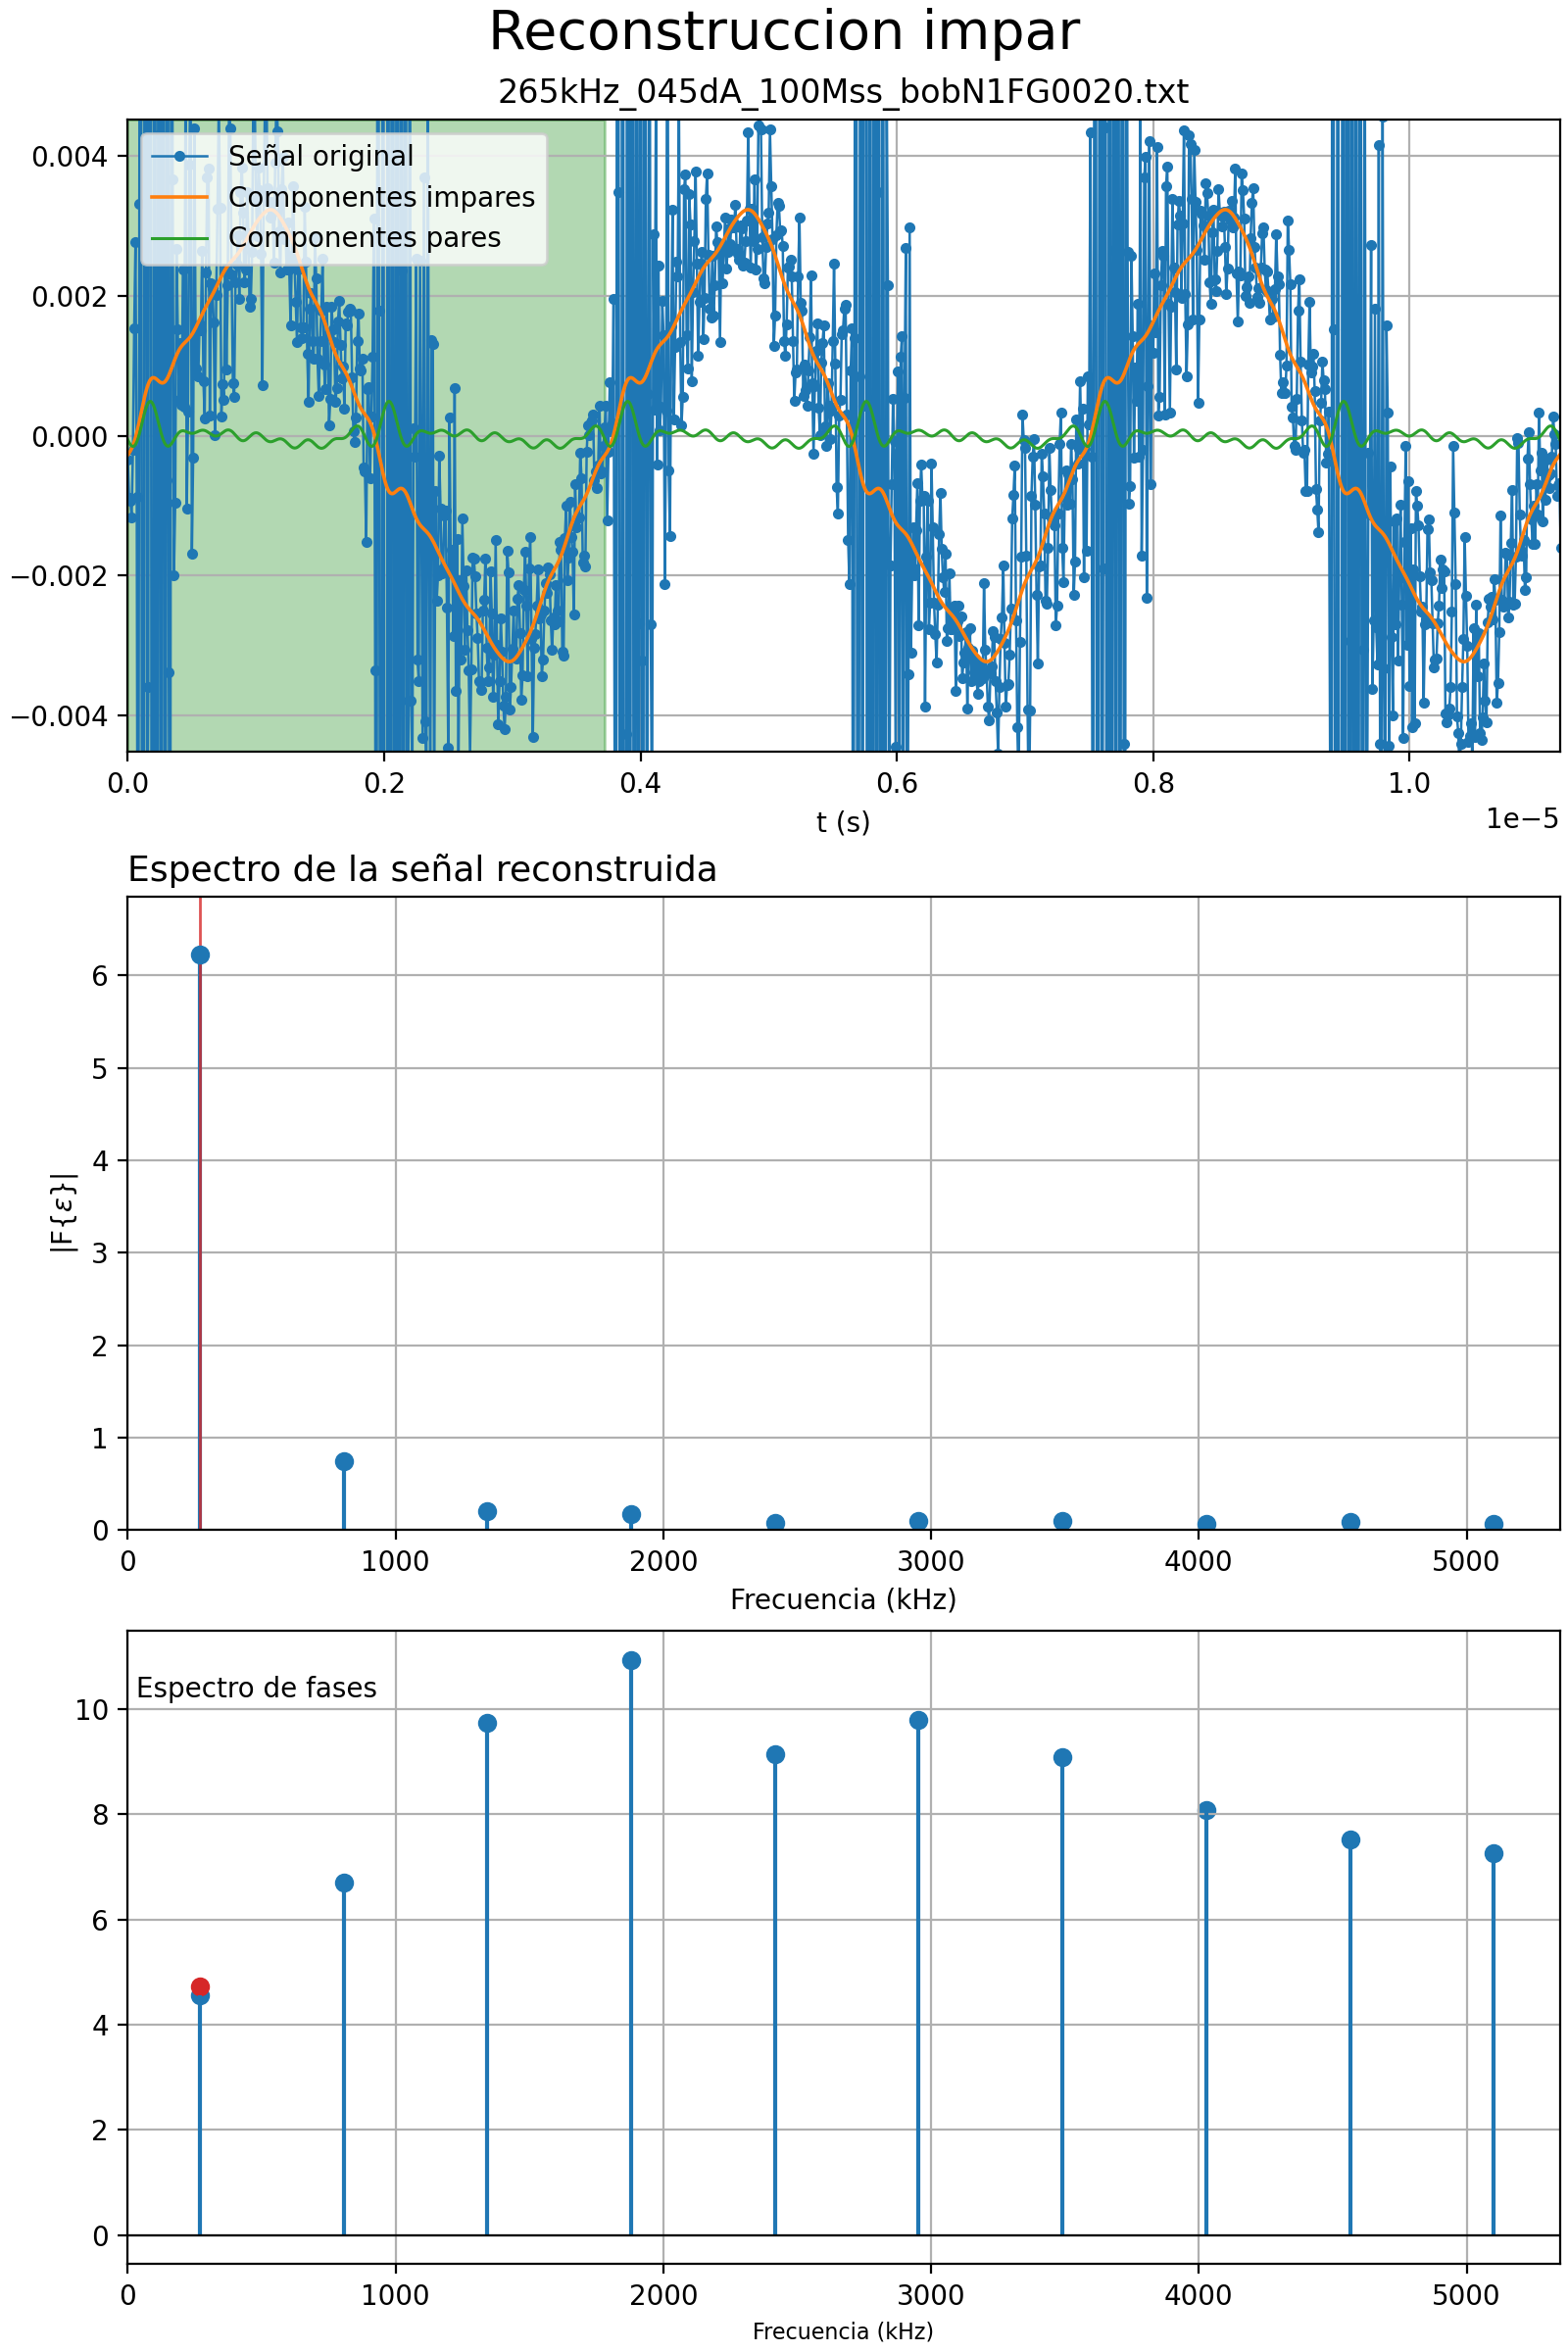 Reconstruccion impar
265kHz_045dA_100Mss_bobN1FG0020.txt
Señal original
Componentes impares
Componentes pares
0.004
0.002
0.000
−0.002
−0.004
0.0 0.2 0.4 0.6 0.8 1.0
t (s)
1e−5
Espectro de la señal reconstruida
6
5
4
3
2
1
0
|F{ε}|
0 1000 2000 3000 4000 5000
Frecuencia (kHz)
Espectro de fases
10
8
6
4
2
0
0 1000 2000 3000 4000 5000
Frecuencia (kHz)